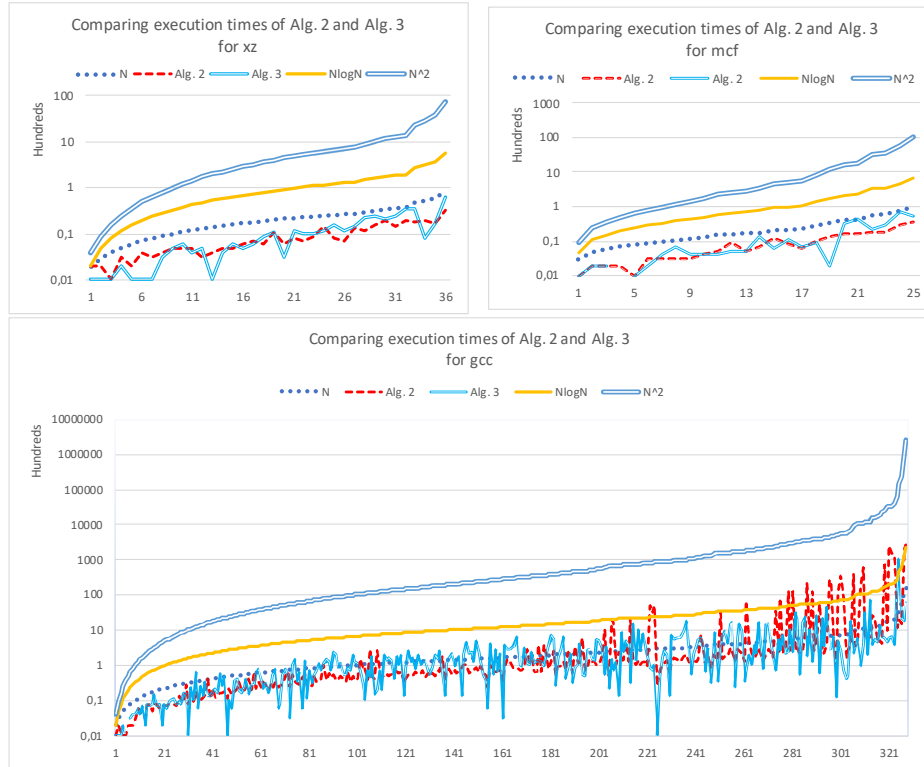 Comparing execution times of Alg. 2 and Alg. 3
for xz
N Alg. 2 Alg. 3 NlogN N^2
Hundreds
100
10
1
0,1
0,01
1 6 11 16 21 26 31 36
Comparing execution times of Alg. 2 and Alg. 3
for mcf
N Alg. 2 Alg. 2 NlogN N^2
Hundreds
1000
100
10
1
0,1
0,01
1 5 9 13 17 21 25
Comparing execution times of Alg. 2 and Alg. 3
for gcc
N Alg. 2 Alg. 3 NlogN N^2
Hundreds
10000000
1000000
100000
10000
1000
100
10
1
0,1
0,01
1 21 41 61 81 101 121 141 161 181 201 221 241 261 281 301 321